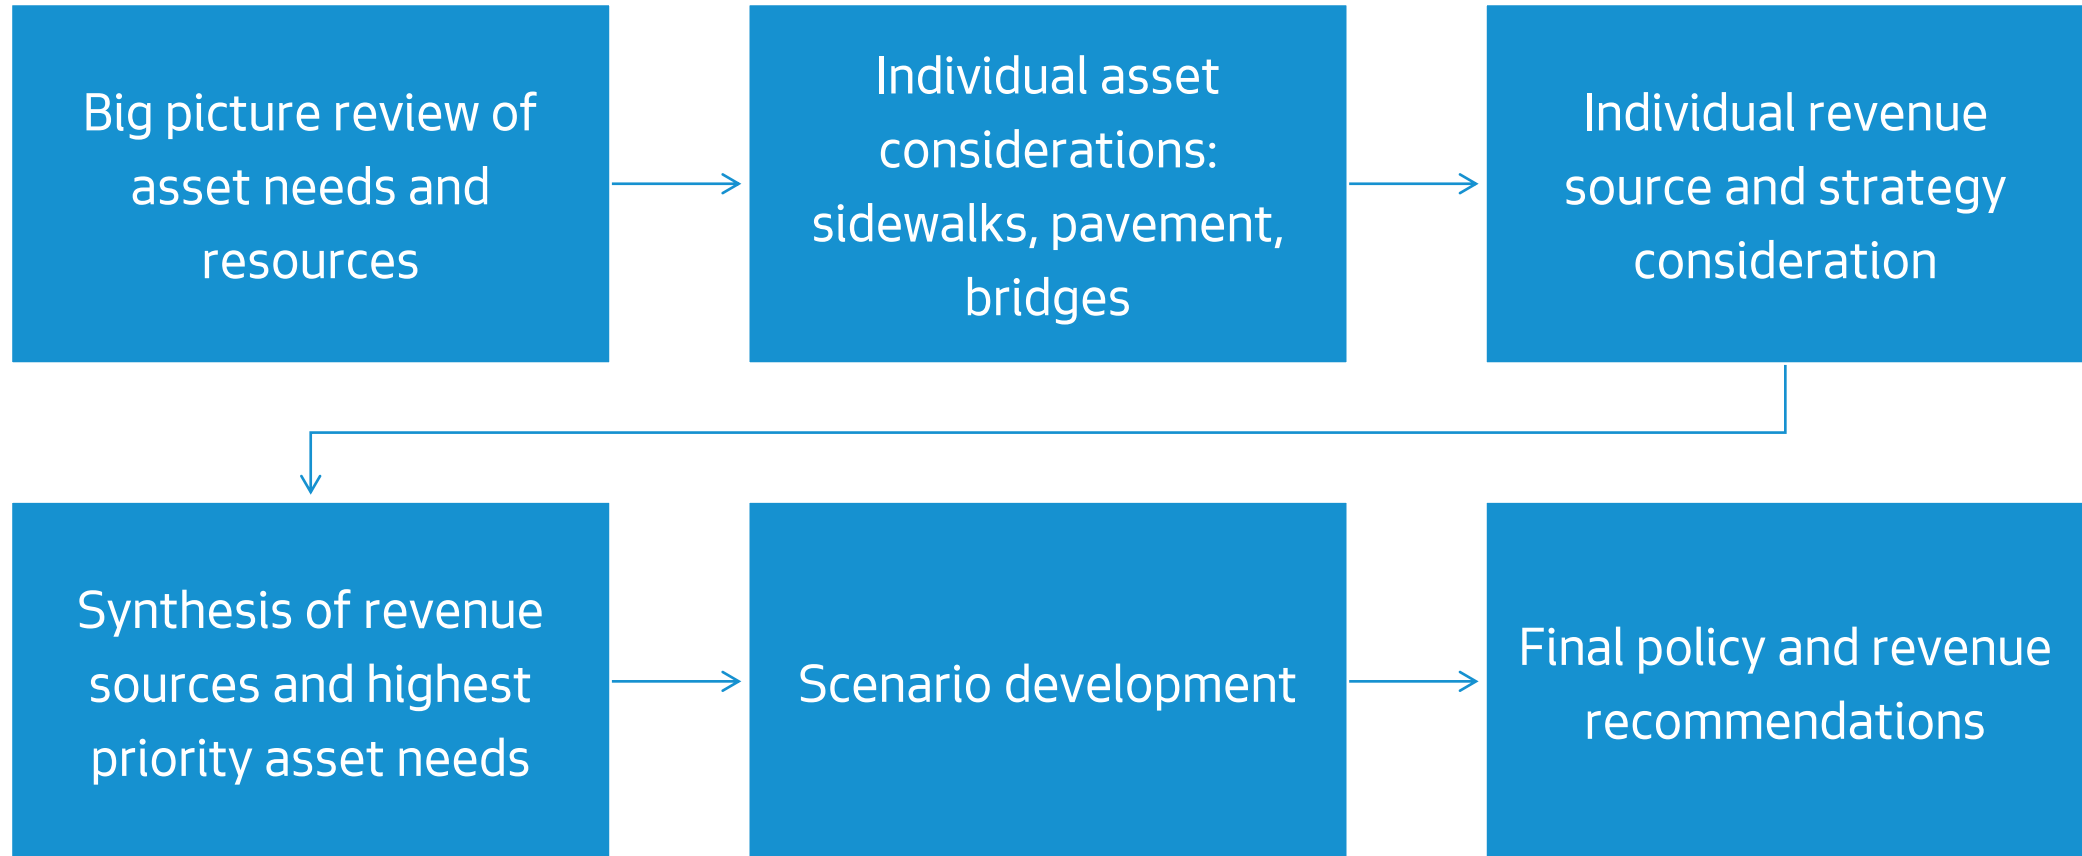 Big picture review of
asset needs and
resources
Individual asset
considerations:
sidewalks, pavement,
bridges
Individual revenue
source and strategy
consideration
Synthesis of revenue
sources and highest
priority asset needs
Scenario development
Final policy and revenue
recommendations